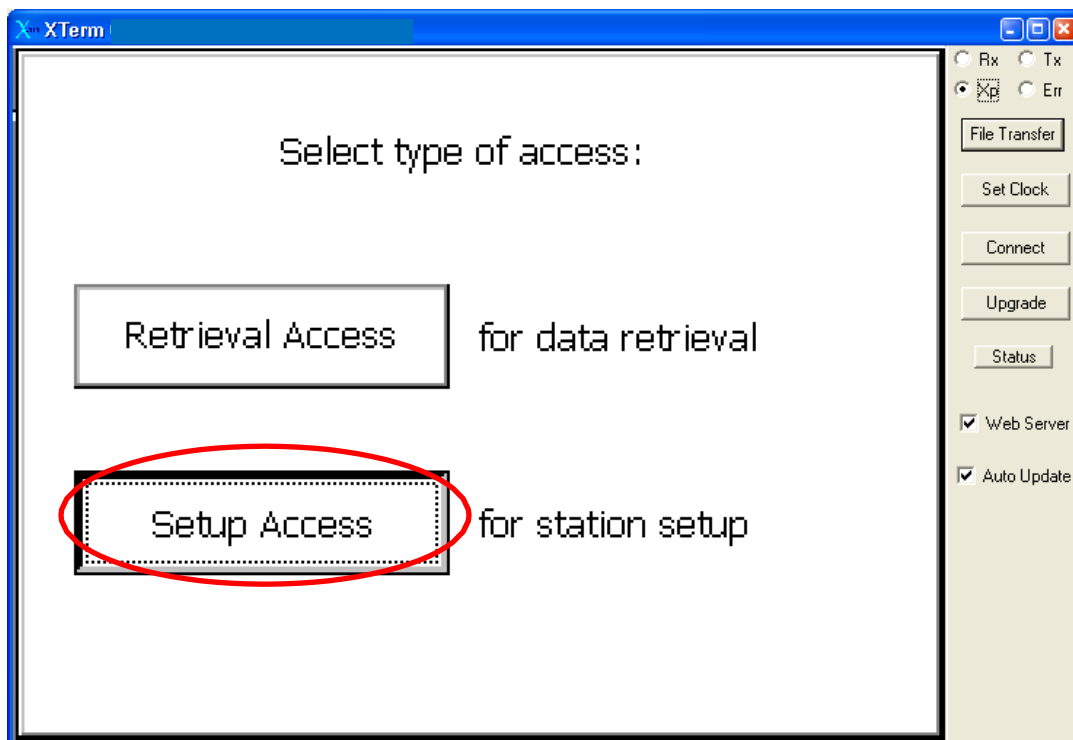 XTerm
Rx Tx
Xp Err
Select type of access:
File Transfer
Set Clock
Connect
Retrieval Access for data retrieval
Upgrade
Status
Web Server
Auto Update
Setup Access for station setup